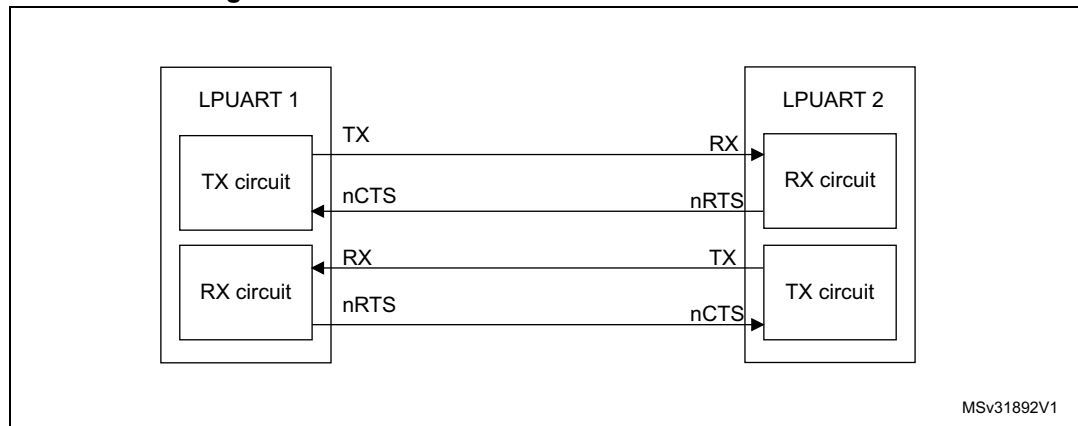 LPUART 1
LPUART 2
TX
RX
TX circuit
RX circuit
nCTS
nRTS
RX
TX
RX circuit
TX circuit
nRTS
nCTS
MSv31892V1